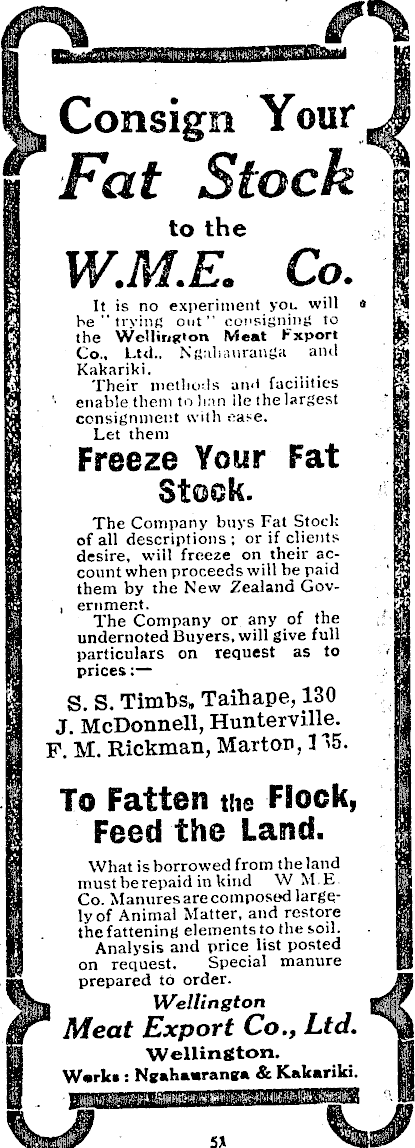 Consign Your
Fat Stock
to the
W.M.E. Co.
It is no experiment you will
be "trying out" consigning to
the Wellington Meat Export
Co., Ltd., Ngahauranga and
Kakariki.
Their methods and facilities
enable them to han ile the largest
consignment with ease.
Let them
Freeze Your Fat
Stock.
The Company buys Fat Stock
of all descriptions ; or if clients
desire, will freeze on their ac-
count when proceeds will be paid
them by the New Zealand Gov-
ernment.
The Company or any of the
undernoted Buyers, will give full
particulars on request as to
prices :—
S. S. Timbs, Taihape, 130
J. McDonnell, Hunterville.
F. M. Rickman, Marton,
To Fatten the Flock,
Feed the Land.
What is borrowed from the land
must be repaid in kind W M.E.
Co. Manures are composed large-
ly of Animal Matter, and restore
the fattening elements to the soil.
Analysis and price list posted
on request. Special manure
prepared to order.
Wellington
Meat Export Co., Ltd.
Wellington.
Works : Ngahauranga & Kakariki.